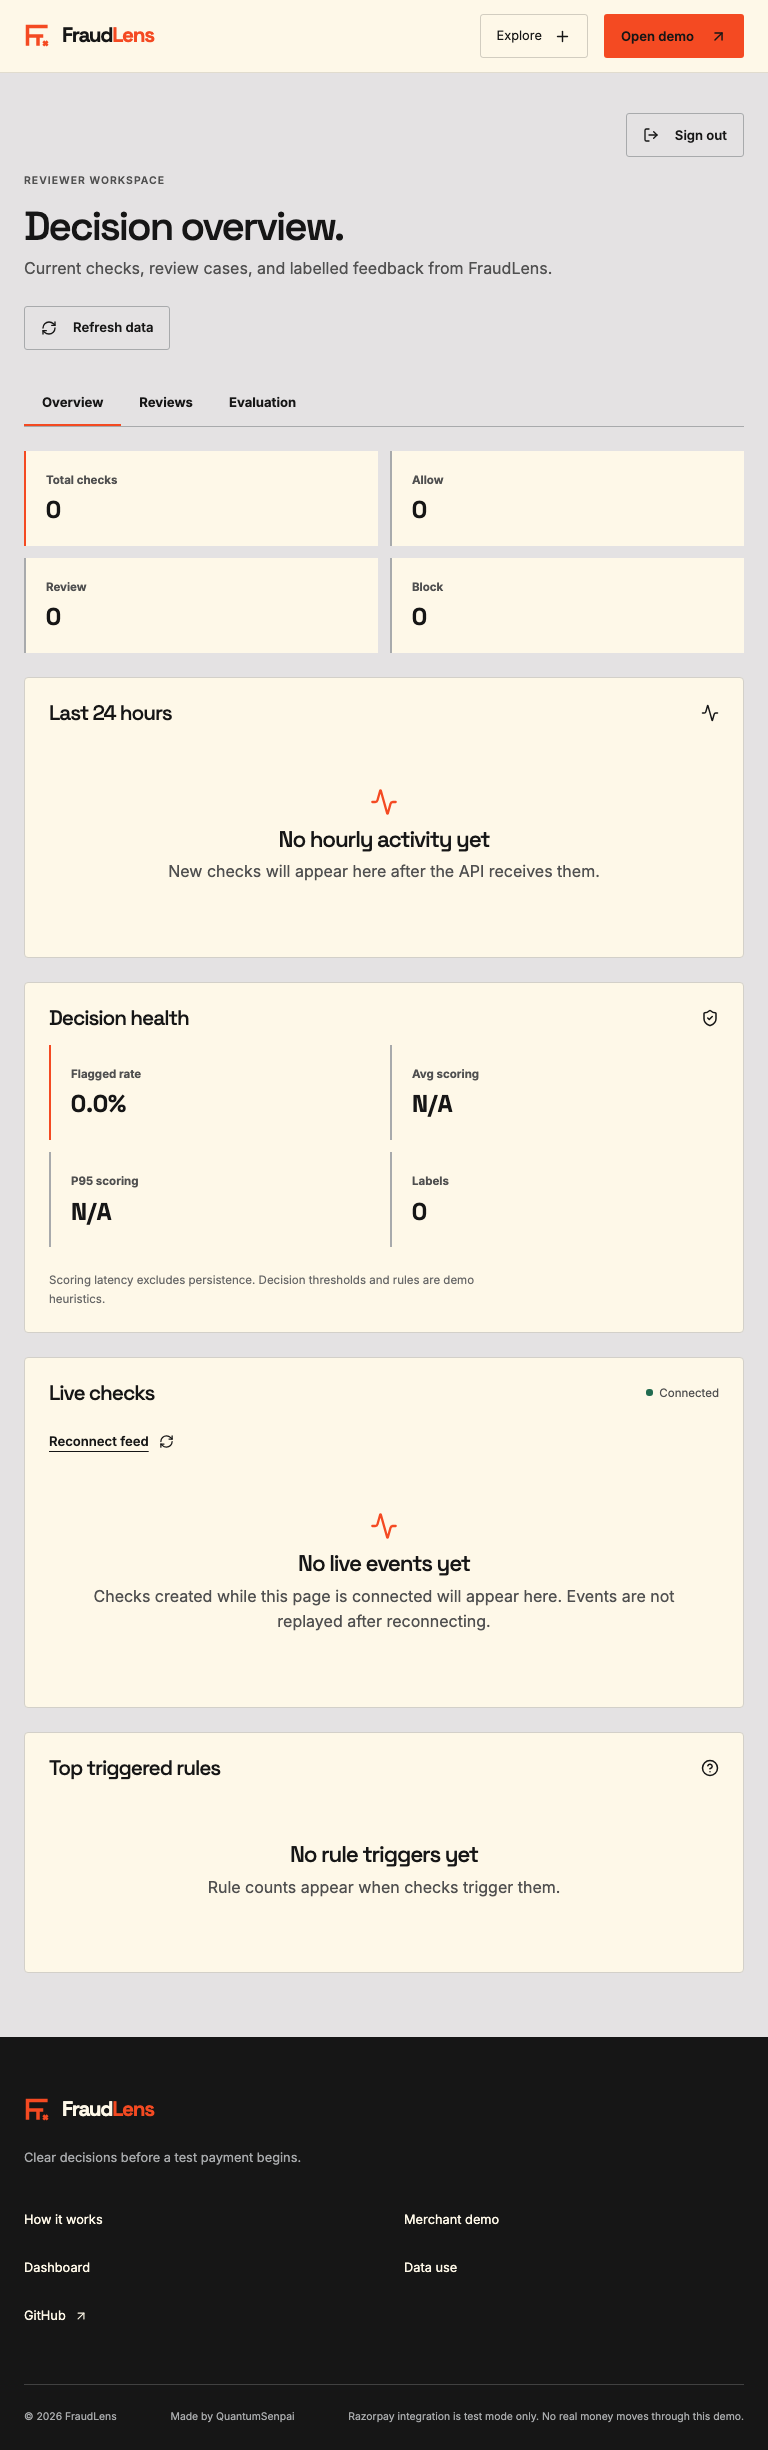 FraudLens
Explore
Open demo
Sign out
REVIEWER WORKSPACE
Decision overview.
Current checks, review cases, and labelled feedback from FraudLens.
Refresh data
Overview Reviews Evaluation
Total checks
0
Allow
0
Review
0
Block
0
Last 24 hours
No hourly activity yet
New checks will appear here after the API receives them.
Decision health
Flagged rate
0.0%
Avg scoring
N/A
P95 scoring
N/A
Labels
0
Scoring latency excludes persistence. Decision thresholds and rules are demo
heuristics.
Live checks
Connected
Reconnect feed
No live events yet
Checks created while this page is connected will appear here. Events are not
replayed after reconnecting.
Top triggered rules
No rule triggers yet
Rule counts appear when checks trigger them.
FraudLens
Clear decisions before a test payment begins.
How it works
Merchant demo
Dashboard
Data use
GitHub
© 2026 FraudLens
Made by QuantumSenpai
Razorpay integration is test mode only. No real money moves through this demo.